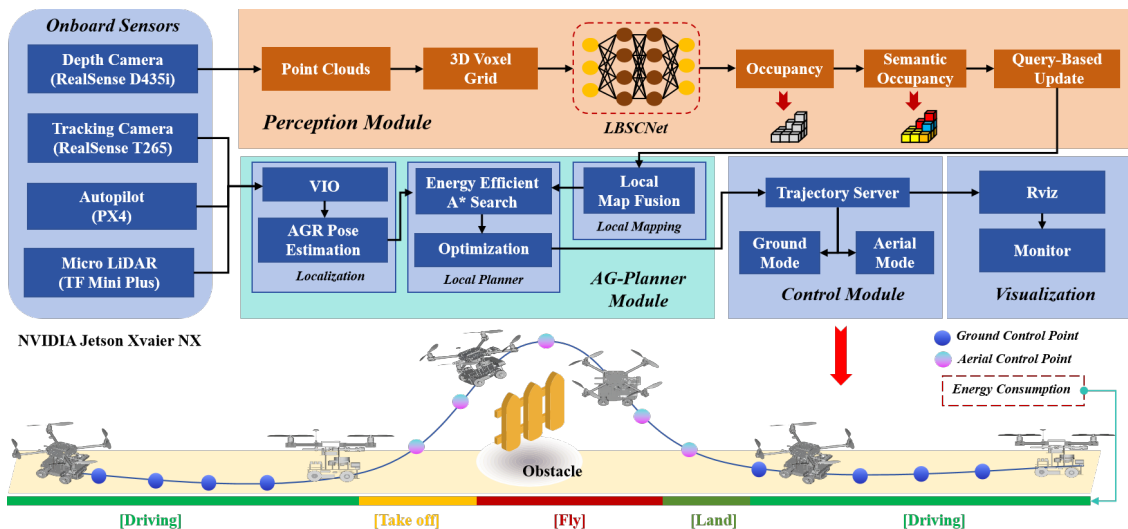 Onboard Sensors
Depth Camera
(RealSense D435i)
Tracking Camera
(RealSense T265)
Autopilot
(PX4)
Micro LiDAR
(TF Mini Plus)
NVIDIA Jetson Xvaier NX
Point Clouds
3D Voxel
Grid
LBSCNet
Occupancy
Semantic
Occupancy
Query-Based
Update
Perception Module
VIO
AGR Pose
Estimation
Localization
Energy Efficient
A* Search
Optimization
Local Planner
Local
Map Fusion
Local Mapping
AG-Planner
Module
Trajectory Server
Ground
Mode
Aerial
Mode
Control Module
Rviz
Monitor
Visualization
Ground Control Point
Aerial Control Point
Energy Consumption
Obstacle
[Driving]
[Take off]
[Fly]
[Land]
[Driving]